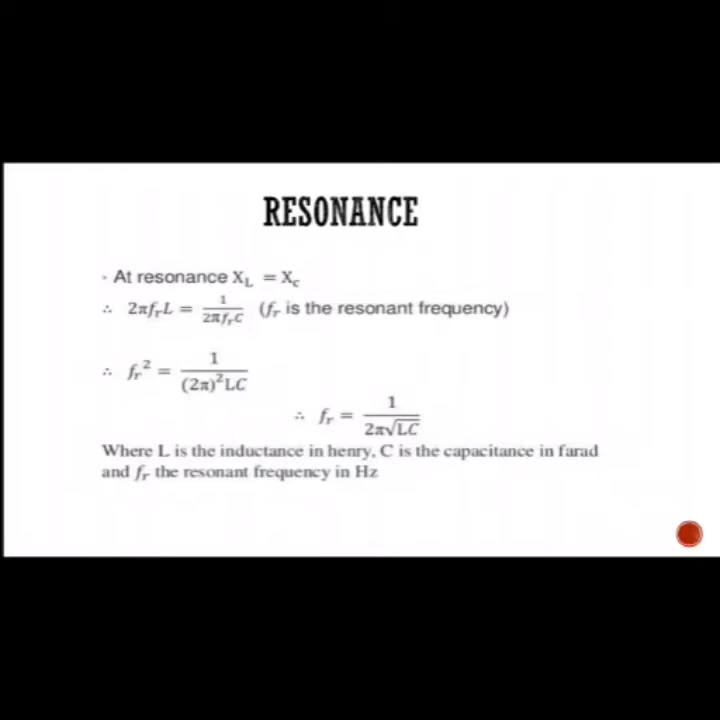 RESONANCE
· At resonance X_L = X_c
∴ 2πf_rL = 1/(2πf_rC) (f_r is the resonant frequency)
∴ f_r² = 1/((2π)²LC)
∴ f_r = 1/(2π√LC)
Where L is the inductance in henry, C is the capacitance in farad
and f_r the resonant frequency in Hz